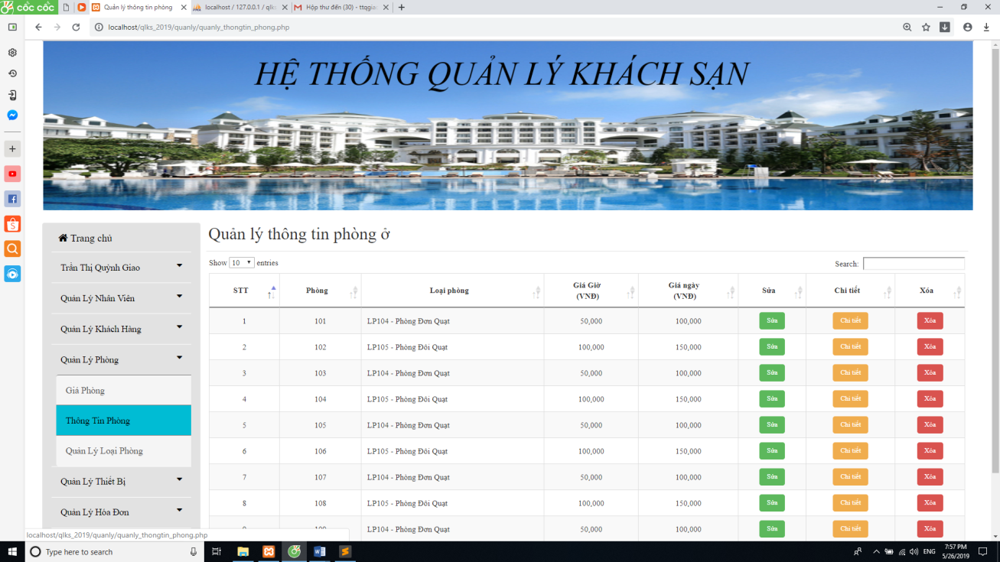 cốc cốc
Quản lý thông tin phòng
localhost / 127.0.0.1 / qlks
Hộp thư đến (30) - ttqgiao
localhost/qlks_2019/quanly/quanly_thongtin_phong.php
HỆ THỐNG QUẢN LÝ KHÁCH SẠN
Trang chủ
Trần Thị Quỳnh Giao
Quản Lý Nhân Viên
Quản Lý Khách Hàng
Quản Lý Phòng
Giá Phòng
Thông Tin Phòng
Quản Lý Loại Phòng
Quản Lý Thiết Bị
Quản Lý Hóa Đơn
Quản lý thông tin phòng ở
Show 10 entries
Search:
STT Phòng Loại phòng Giá Giờ (VNĐ) Giá ngày (VNĐ) Sửa Chi tiết Xóa
1 101 LP104 - Phòng Đơn Quạt 50,000 100,000 Sửa Chi tiết Xóa
2 102 LP105 - Phòng Đôi Quạt 100,000 150,000 Sửa Chi tiết Xóa
3 103 LP104 - Phòng Đơn Quạt 50,000 100,000 Sửa Chi tiết Xóa
4 104 LP105 - Phòng Đôi Quạt 100,000 150,000 Sửa Chi tiết Xóa
5 105 LP104 - Phòng Đơn Quạt 50,000 100,000 Sửa Chi tiết Xóa
6 106 LP105 - Phòng Đôi Quạt 100,000 150,000 Sửa Chi tiết Xóa
7 107 LP104 - Phòng Đơn Quạt 50,000 100,000 Sửa Chi tiết Xóa
8 108 LP105 - Phòng Đôi Quạt 100,000 150,000 Sửa Chi tiết Xóa
9 109 LP104 - Phòng Đơn Quạt 50,000 100,000 Sửa Chi tiết Xóa
localhost/qlks_2019/quanly/quanly_thongtin_phong.php
Type here to search
ENG
7:57 PM
5/26/2019